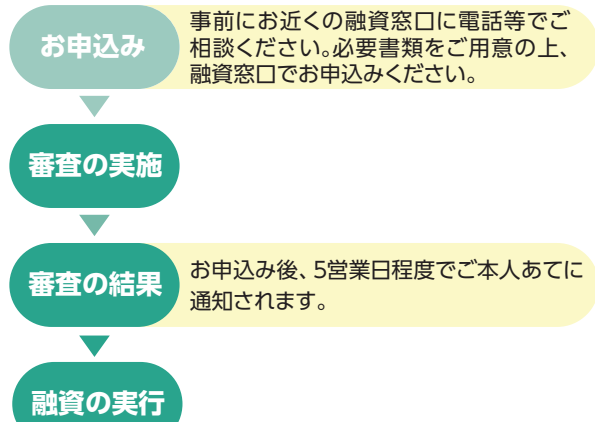 お申込み
事前にお近くの融資窓口に電話等でご
相談ください。必要書類をご用意の上、
融資窓口でお申込みください。
審査の実施
審査の結果
お申込み後、5営業日程度でご本人あてに
通知されます。
融資の実行